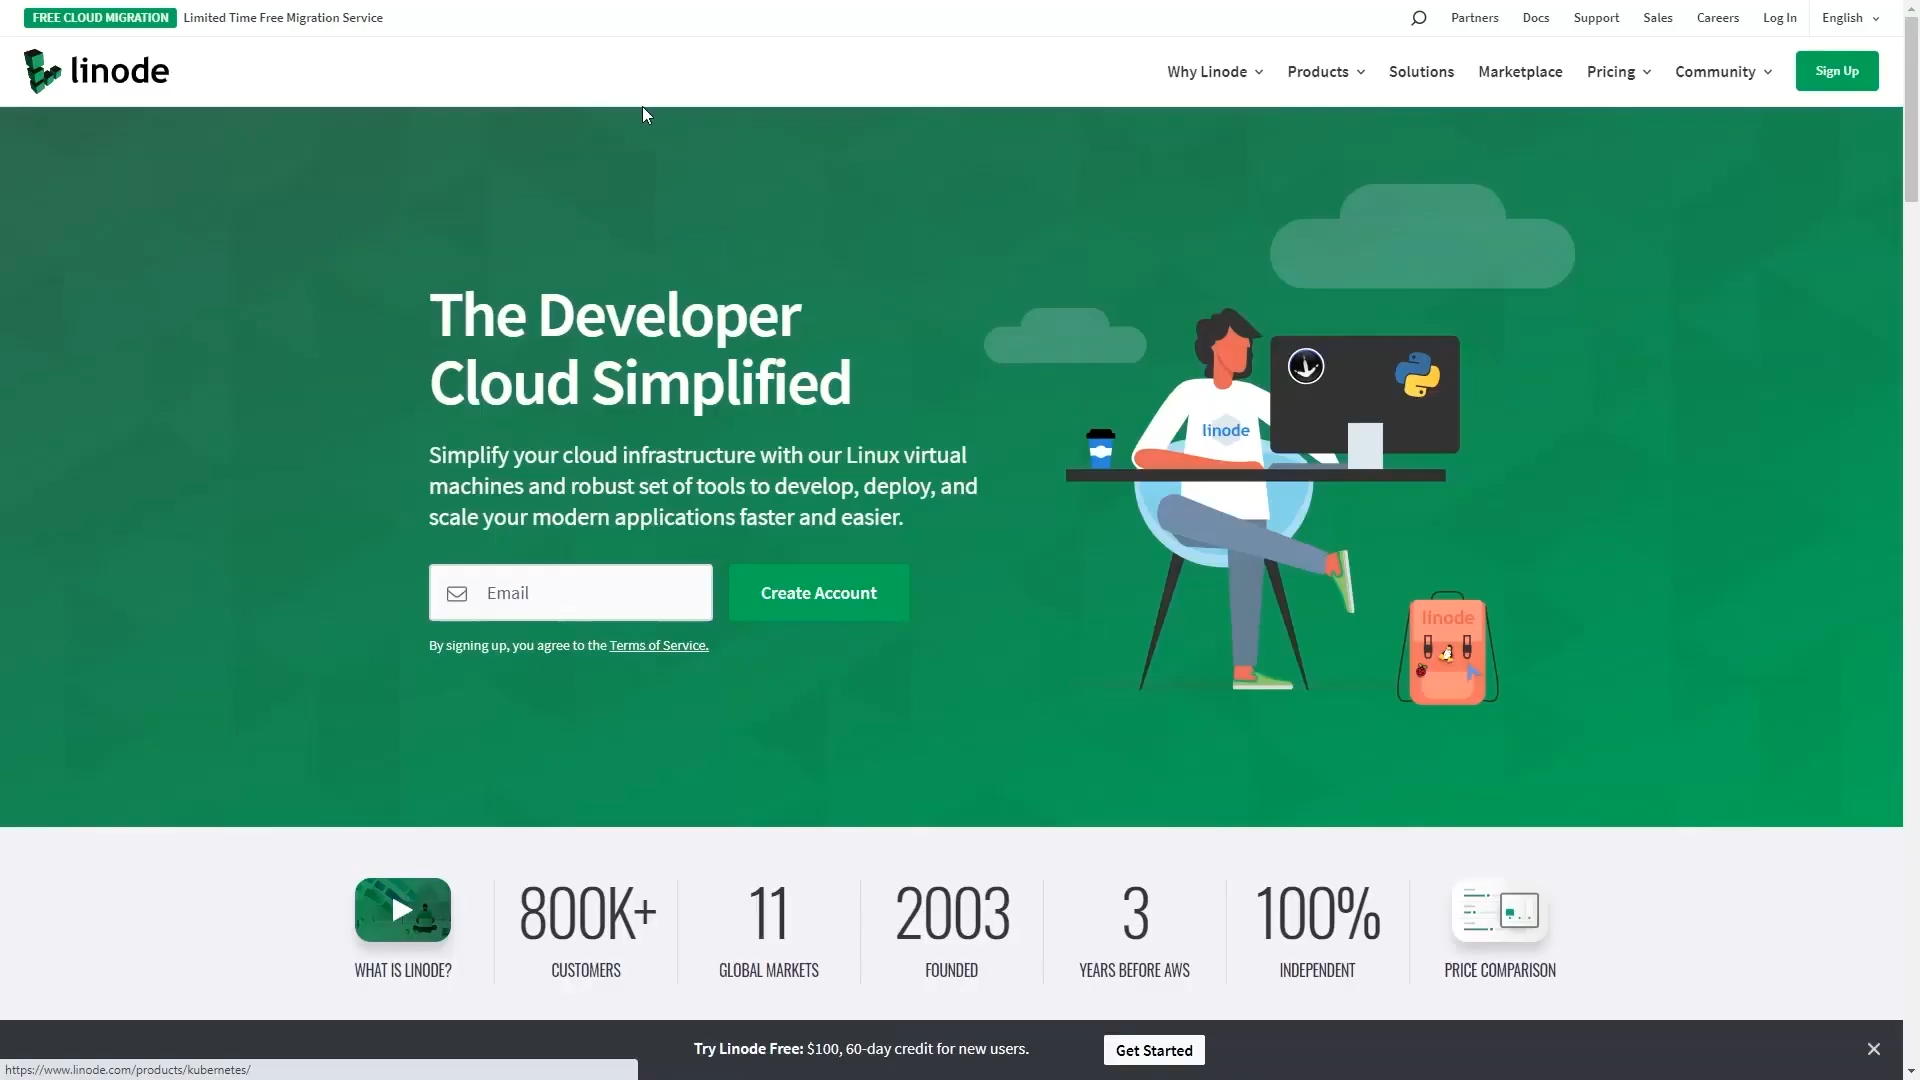 FREE CLOUD MIGRATION Limited Time Free Migration Service
Partners Docs Support Sales Careers Log In English
linode
Why Linode Products Solutions Marketplace Pricing Community Sign Up
The Developer
Cloud Simplified
Simplify your cloud infrastructure with our Linux virtual
machines and robust set of tools to develop, deploy, and
scale your modern applications faster and easier.
Email
Create Account
By signing up, you agree to the Terms of Service.
linode
linode
800K+ 11 2003 3 100%
WHAT IS LINODE? CUSTOMERS GLOBAL MARKETS FOUNDED YEARS BEFORE AWS INDEPENDENT PRICE COMPARISON
Try Linode Free: $100, 60-day credit for new users. Get Started
https://www.linode.com/products/kubernetes/